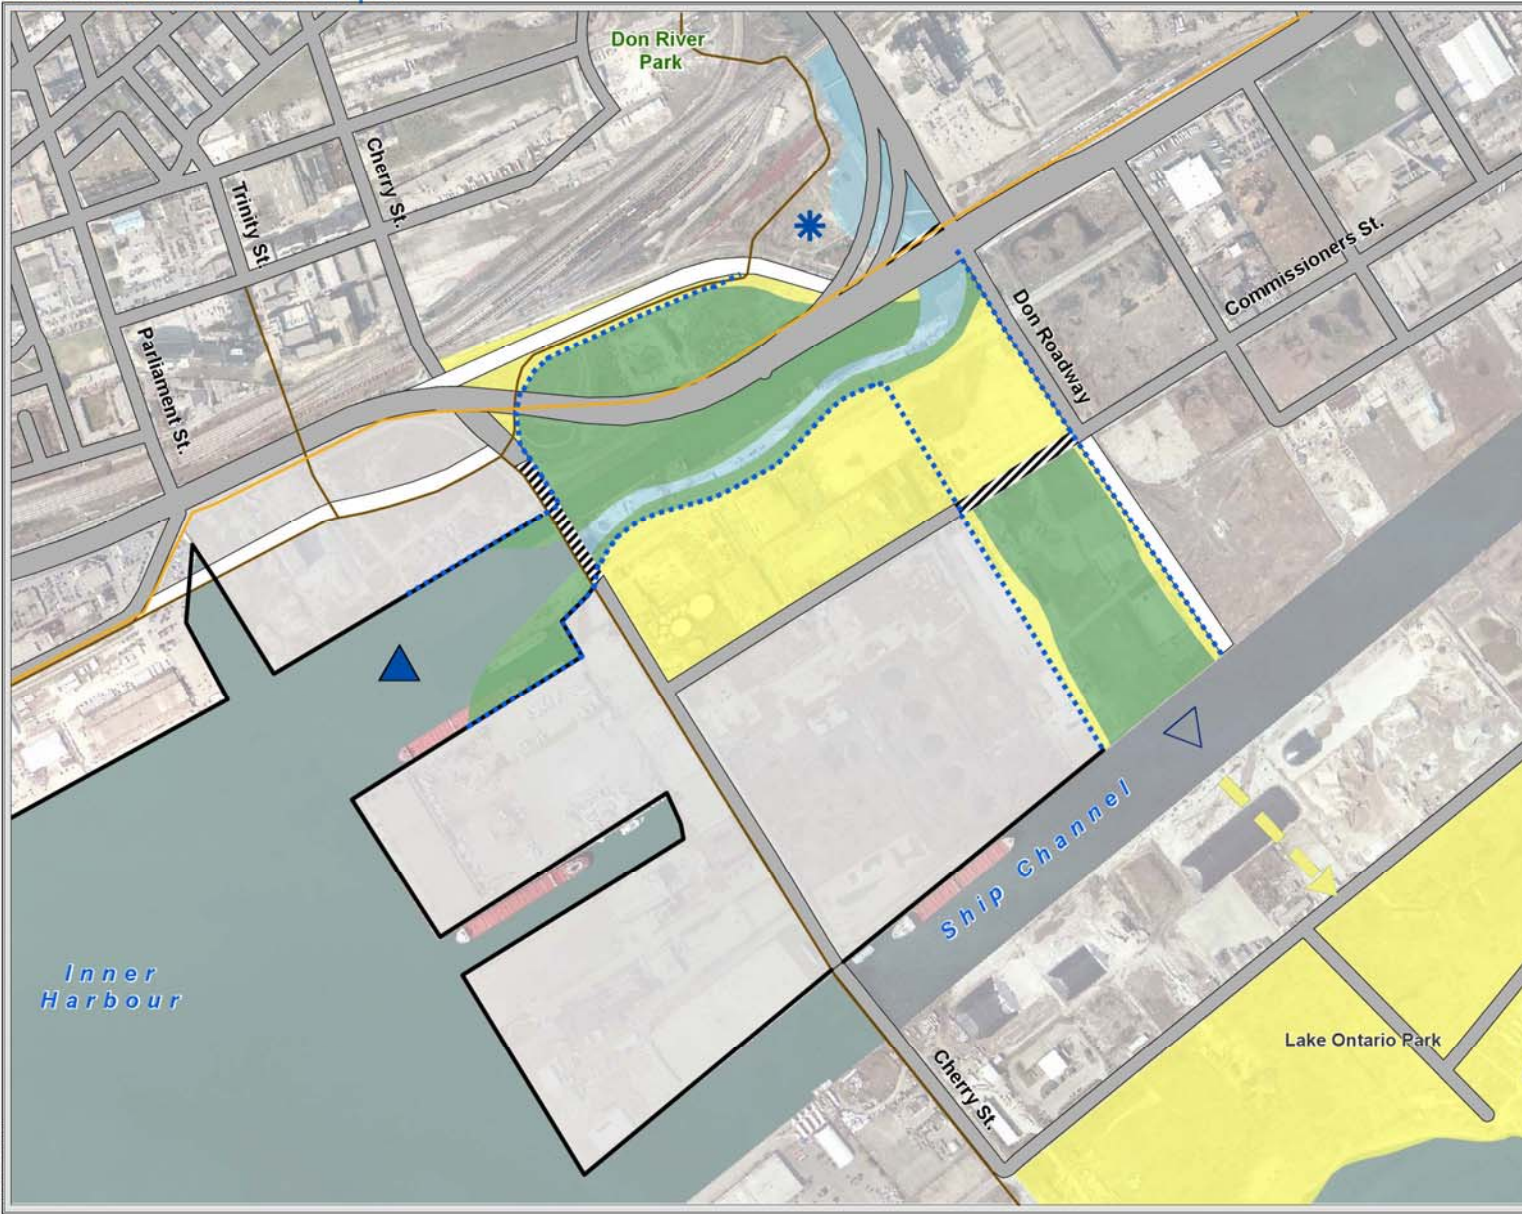 Don River
Park
Cherry St.
Trinity St.
Parliament St.
Don Roadway
Commissioners St.
Ship Channel
Inner
Harbour
Lake Ontario Park
Cherry St.